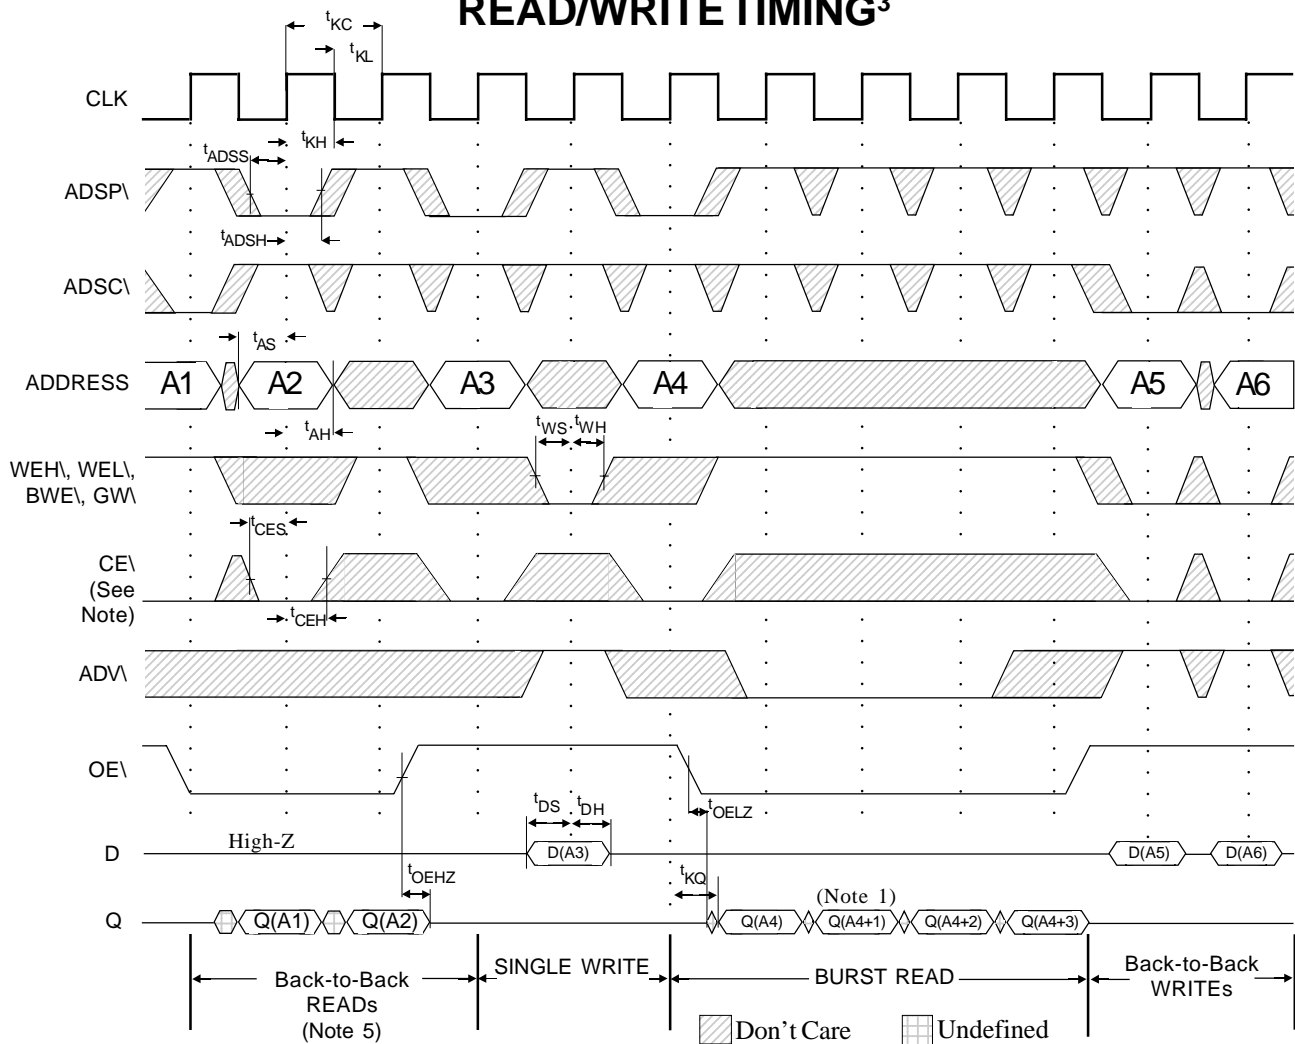 READ/WRITE TIMING³
tKC
tKL
CLK
tKH
tADSS
ADSP\
tADSH
ADSC\
tAS
ADDRESS
A1
A2
A3
A4
A5
A6
tAH
tWS
tWH
WEH\, WEL\,
BWE\, GW\
tCES
CE\
(See
Note)
tCEH
ADV\
OE\
tDS
tDH
tOELZ
D
High-Z
D(A3)
D(A5)
D(A6)
tOEHZ
tKQ
(Note 1)
Q
Q(A1)
Q(A2)
Q(A4)
Q(A4+1)
Q(A4+2)
Q(A4+3)
Back-to-Back
READs
(Note 5)
SINGLE WRITE
BURST READ
Back-to-Back
WRITEs
Don't Care
Undefined